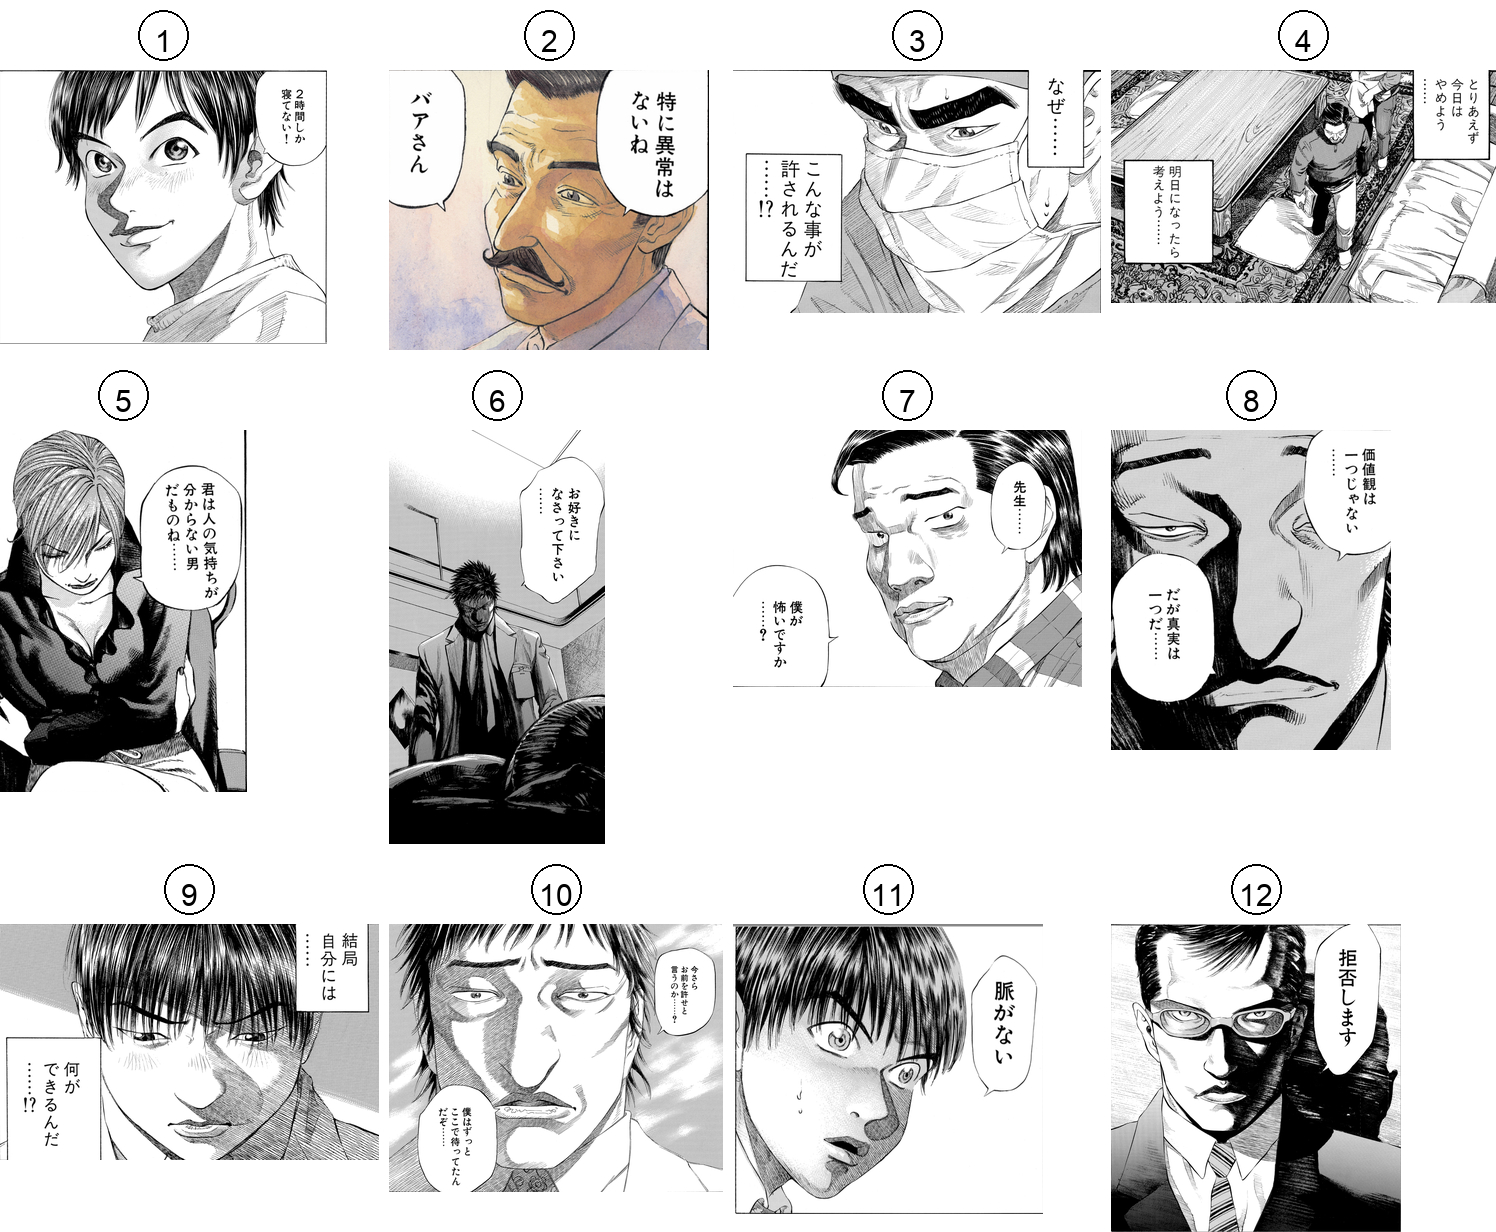 1
2時間しか
寝てない!
2
特に異常は
ないね
バアさん
3
なぜ……
こんな事が
許されるんだ
……!?
4
とりあえず
今日は
やめよう
……
明日になったら
考えよう……
5
君は人の気持ちが
分からない男
だものね……
6
お好きに
なさって下さい
……
7
先生……
僕が
怖いですか
……?
8
価値観は
一つじゃない
……
だが真実は
一つだ……
9
結局
自分には
……
何が
できるんだ
……!?
10
今さら
お前を許せと
言うのか……?
僕はずっと
ここで待ってたん
だぞ……
11
脈がない
12
拒否します